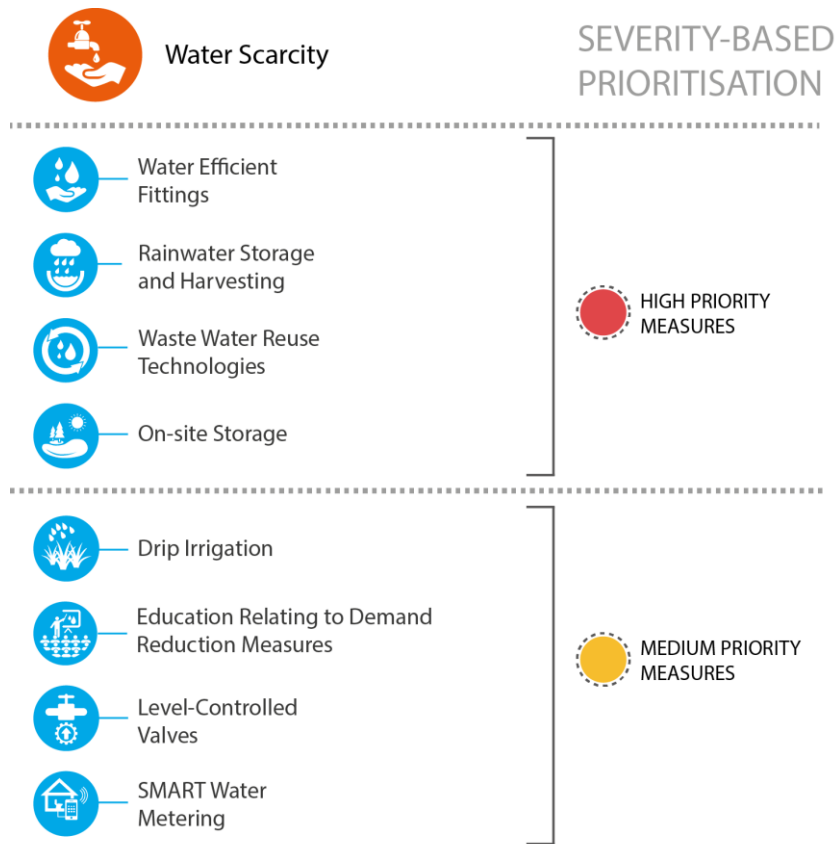 Water Scarcity
SEVERITY-BASED
PRIORITISATION
Water Efficient
Fittings
Rainwater Storage
and Harvesting
Waste Water Reuse
Technologies
On-site Storage
HIGH PRIORITY
MEASURES
Drip Irrigation
Education Relating to Demand
Reduction Measures
Level-Controlled
Valves
SMART Water
Metering
MEDIUM PRIORITY
MEASURES